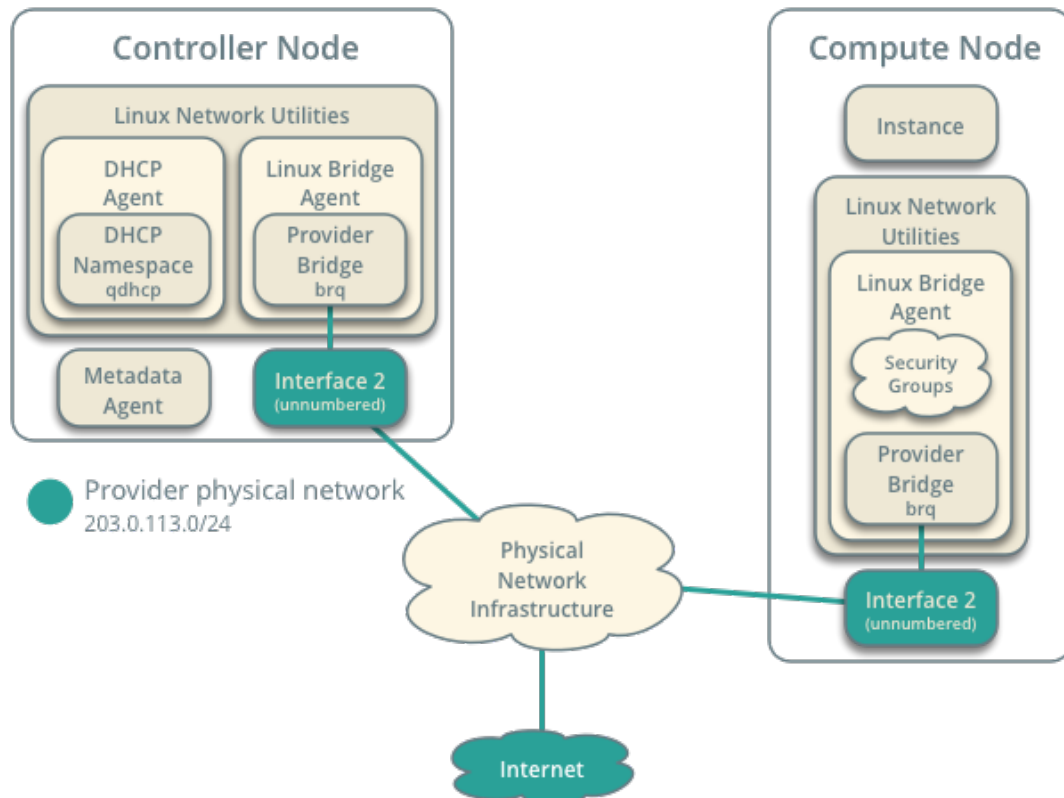 Controller Node
Linux Network Utilities
DHCP
Agent
DHCP
Namespace
qdhcp
Linux Bridge
Agent
Provider
Bridge
brq
Metadata
Agent
Interface 2
(unnumbered)
Provider physical network
203.0.113.0/24
Physical
Network
Infrastructure
Internet
Compute Node
Instance
Linux Network
Utilities
Linux Bridge
Agent
Security
Groups
Provider
Bridge
brq
Interface 2
(unnumbered)